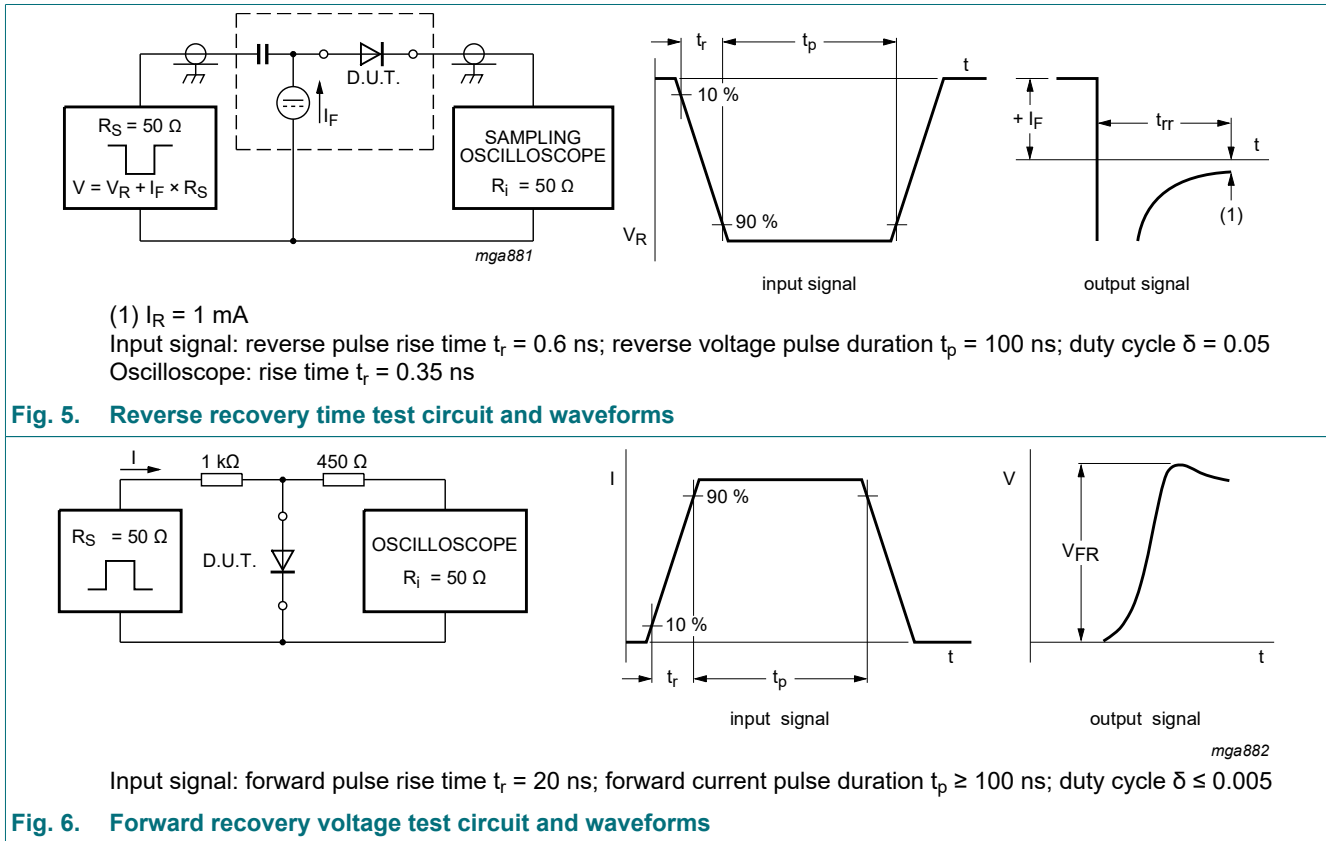 D.U.T.
I_F
R_S = 50 Ω
V = V_R + I_F × R_S
SAMPLING
OSCILLOSCOPE
R_i = 50 Ω
mga881
t_r
t_p
t
10 %
90 %
V_R
input signal
+ I_F
t_rr
t
(1)
output signal
(1) I_R = 1 mA
Input signal: reverse pulse rise time t_r = 0.6 ns; reverse voltage pulse duration t_p = 100 ns; duty cycle δ = 0.05
Oscilloscope: rise time t_r = 0.35 ns
Fig. 5. Reverse recovery time test circuit and waveforms
I
1 kΩ
450 Ω
R_S = 50 Ω
D.U.T.
OSCILLOSCOPE
R_i = 50 Ω
I
90 %
10 %
t
t_r
t_p
input signal
V
V_FR
t
output signal
mga882
Input signal: forward pulse rise time t_r = 20 ns; forward current pulse duration t_p ≥ 100 ns; duty cycle δ ≤ 0.005
Fig. 6. Forward recovery voltage test circuit and waveforms